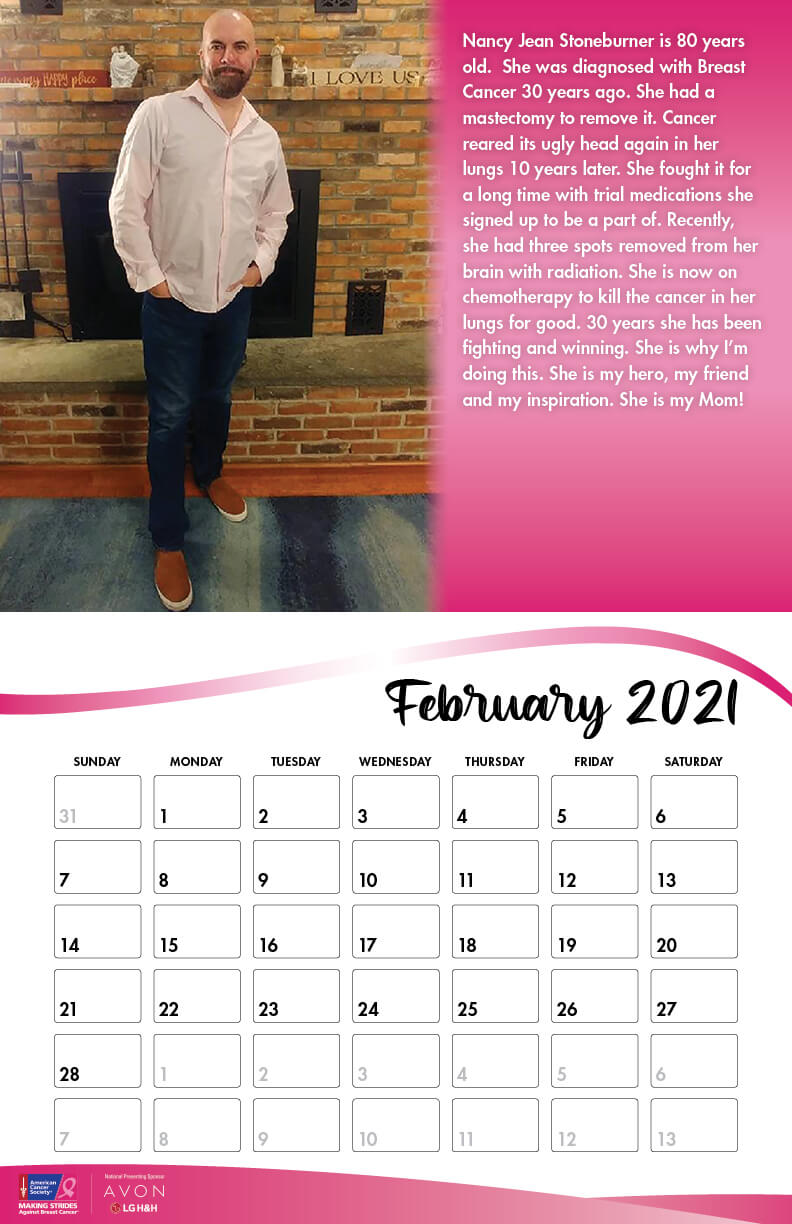 in my HAPPY place
I LOVE US
Nancy Jean Stoneburner is 80 years
old.  She was diagnosed with Breast
Cancer 30 years ago. She had a
mastectomy to remove it. Cancer
reared its ugly head again in her
lungs 10 years later. She fought it for
a long time with trial medications she
signed up to be a part of. Recently,
she had three spots removed from her
brain with radiation. She is now on
chemotherapy to kill the cancer in her
lungs for good. 30 years she has been
fighting and winning. She is why I’m
doing this. She is my hero, my friend
and my inspiration. She is my Mom!
February 2021
SUNDAY MONDAY TUESDAY WEDNESDAY THURSDAY FRIDAY SATURDAY
31 1 2 3 4 5 6
7 8 9 10 11 12 13
14 15 16 17 18 19 20
21 22 23 24 25 26 27
28 1 2 3 4 5 6
7 8 9 10 11 12 13
American
Cancer
Society®
MAKING STRIDES
Against Breast Cancer™
National Presenting Sponsor
AVON
LG H&H